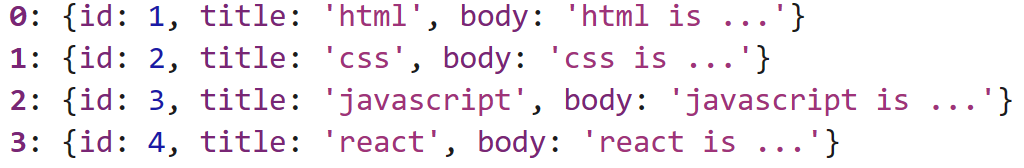 0: {id: 1, title: 'html', body: 'html is ...'}
1: {id: 2, title: 'css', body: 'css is ...'}
2: {id: 3, title: 'javascript', body: 'javascript is ...'}
3: {id: 4, title: 'react', body: 'react is ...'}